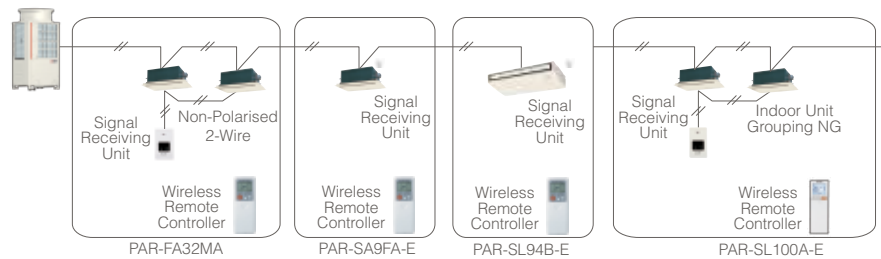 Signal
Receiving
Unit
Non-Polarised
2-Wire
Wireless
Remote
Controller
PAR-FA32MA
Signal
Receiving
Unit
Wireless
Remote
Controller
PAR-SA9FA-E
Signal
Receiving
Unit
Wireless
Remote
Controller
PAR-SL94B-E
Signal
Receiving
Unit
Indoor Unit
Grouping NG
Wireless
Remote
Controller
PAR-SL100A-E